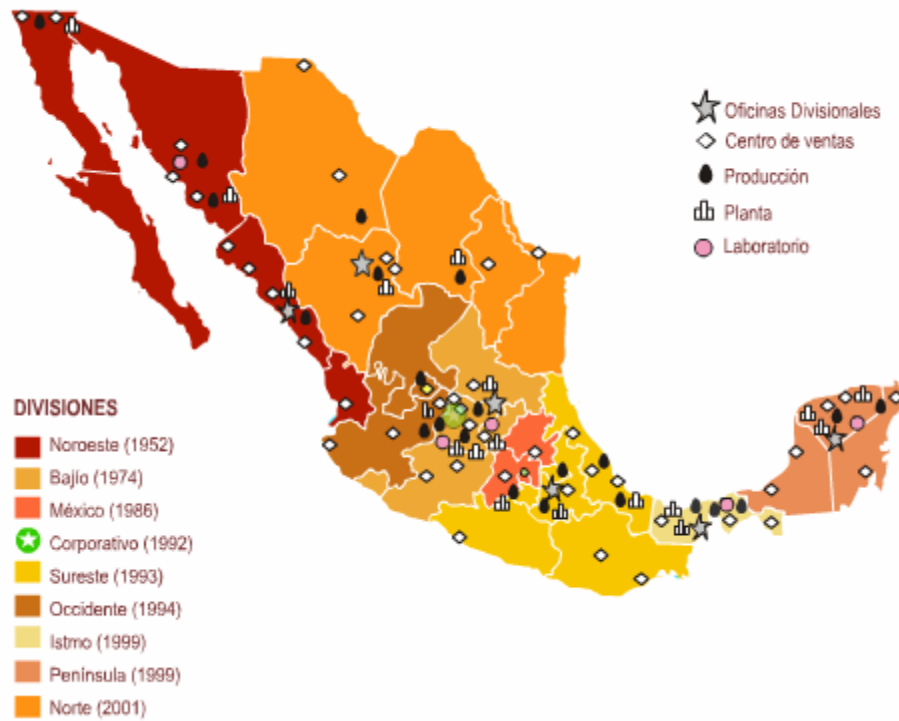 Oficinas Divisionales
Centro de ventas
Producción
Planta
Laboratorio
DIVISIONES
Noroeste (1952)
Bajío (1974)
México (1986)
Corporativo (1992)
Sureste (1993)
Occidente (1994)
Istmo (1999)
Península (1999)
Norte (2001)